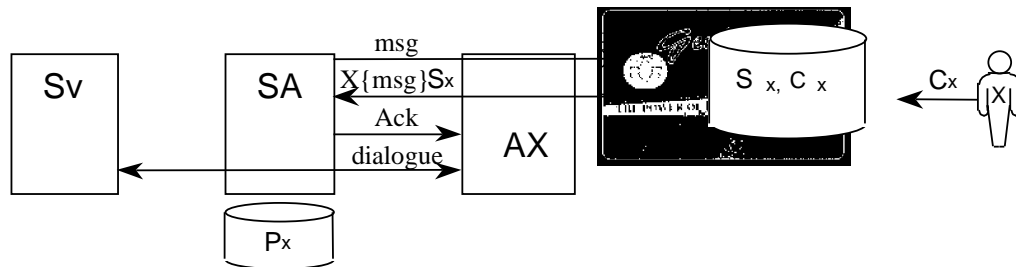 msg
Sv
SA
X{msg}Sx
AX
Ack
dialogue
S x, C x
Cx
X
Px